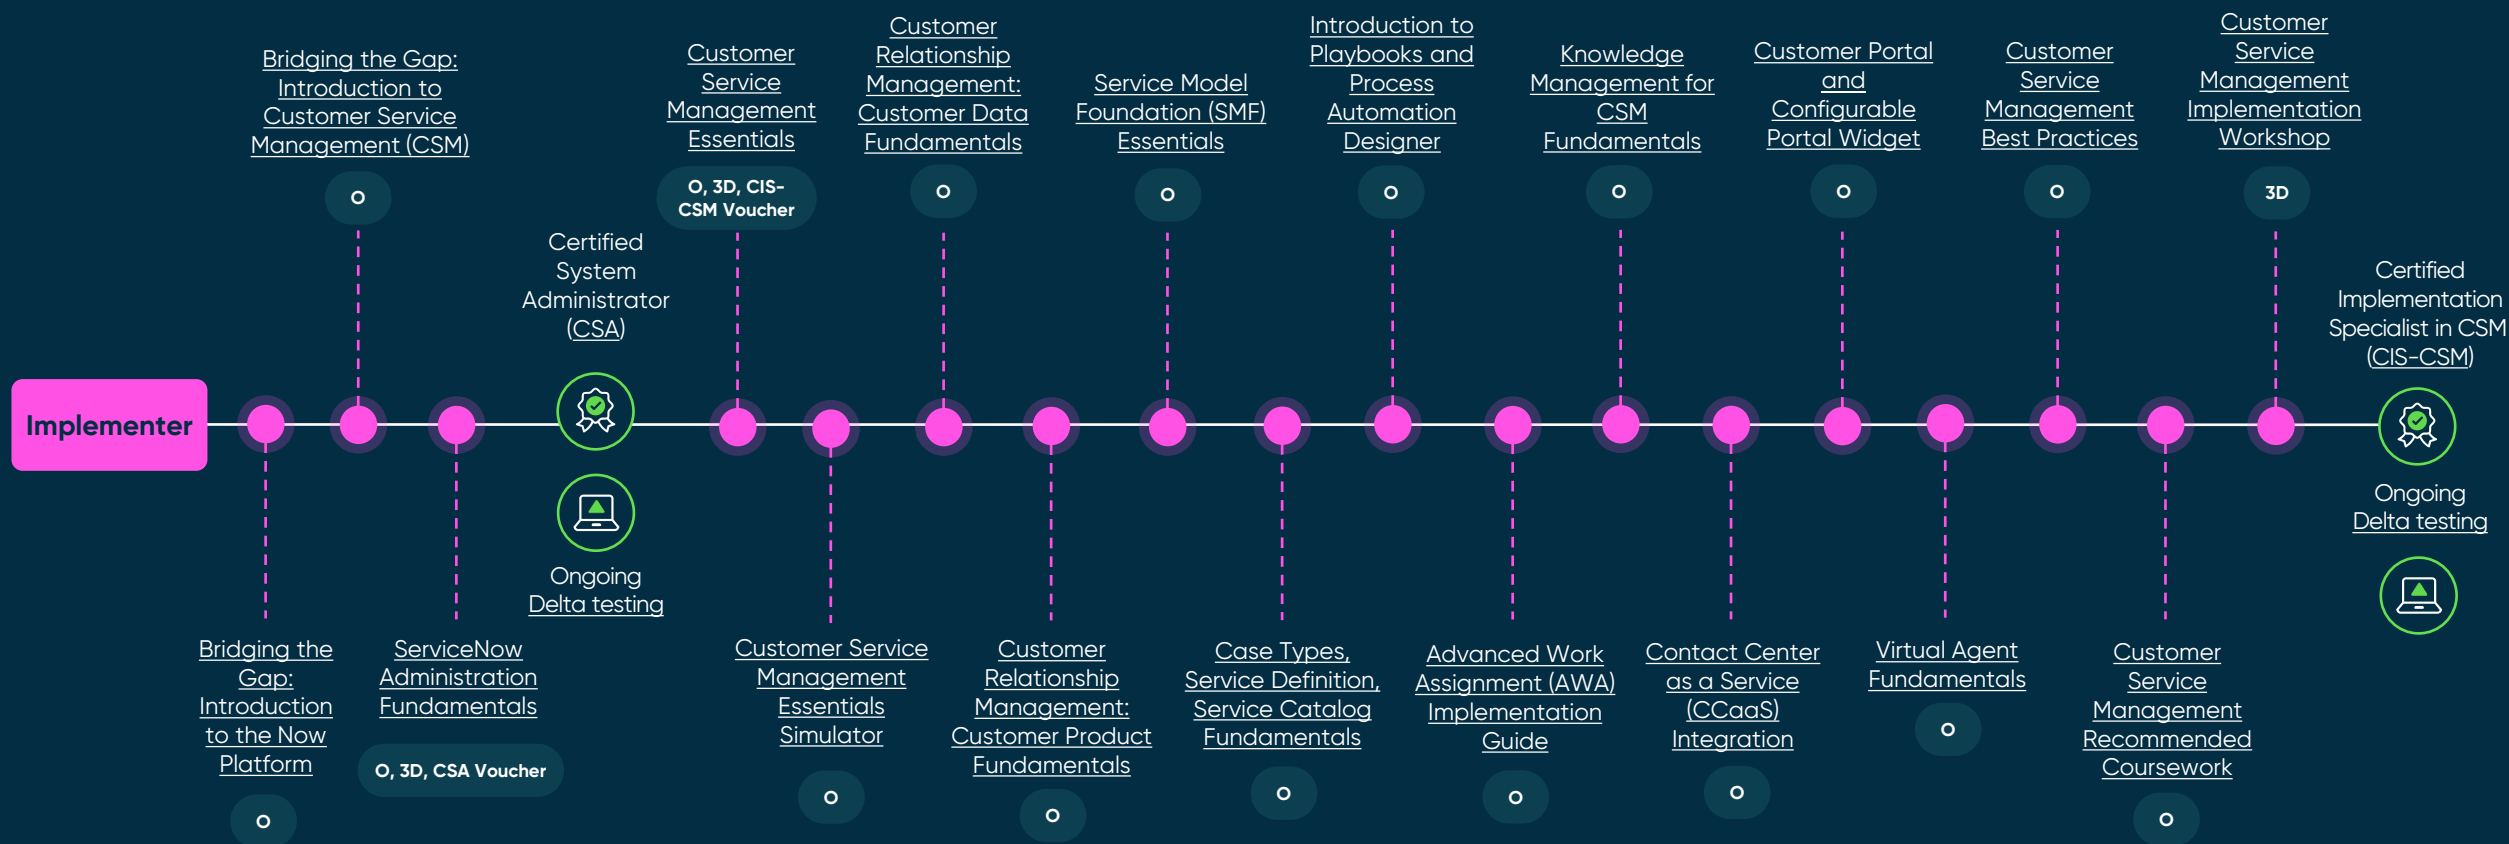 Implementer
Bridging the
Gap:
Introduction
to the Now
Platform
O
Bridging the Gap:
Introduction to
Customer Service
Management (CSM)
O
ServiceNow
Administration
Fundamentals
O, 3D, CSA Voucher
Certified
System
Administrator
(CSA)
Ongoing
Delta testing
Customer
Service
Management
Essentials
O, 3D, CIS-
CSM Voucher
Customer Service
Management
Essentials
Simulator
O
Customer
Relationship
Management:
Customer Data
Fundamentals
O
Customer
Relationship
Management:
Customer Product
Fundamentals
O
Service Model
Foundation (SMF)
Essentials
O
Case Types,
Service Definition,
Service Catalog
Fundamentals
O
Introduction to
Playbooks and
Process
Automation
Designer
O
Advanced Work
Assignment (AWA)
Implementation
Guide
O
Knowledge
Management for
CSM
Fundamentals
O
Contact Center
as a Service
(CCaaS)
Integration
O
Customer Portal
and
Configurable
Portal Widget
O
Virtual Agent
Fundamentals
O
Customer
Service
Management
Best Practices
O
Customer
Service
Management
Recommended
Coursework
O
Customer
Service
Management
Implementation
Workshop
3D
Certified
Implementation
Specialist in CSM
(CIS-CSM)
Ongoing
Delta testing